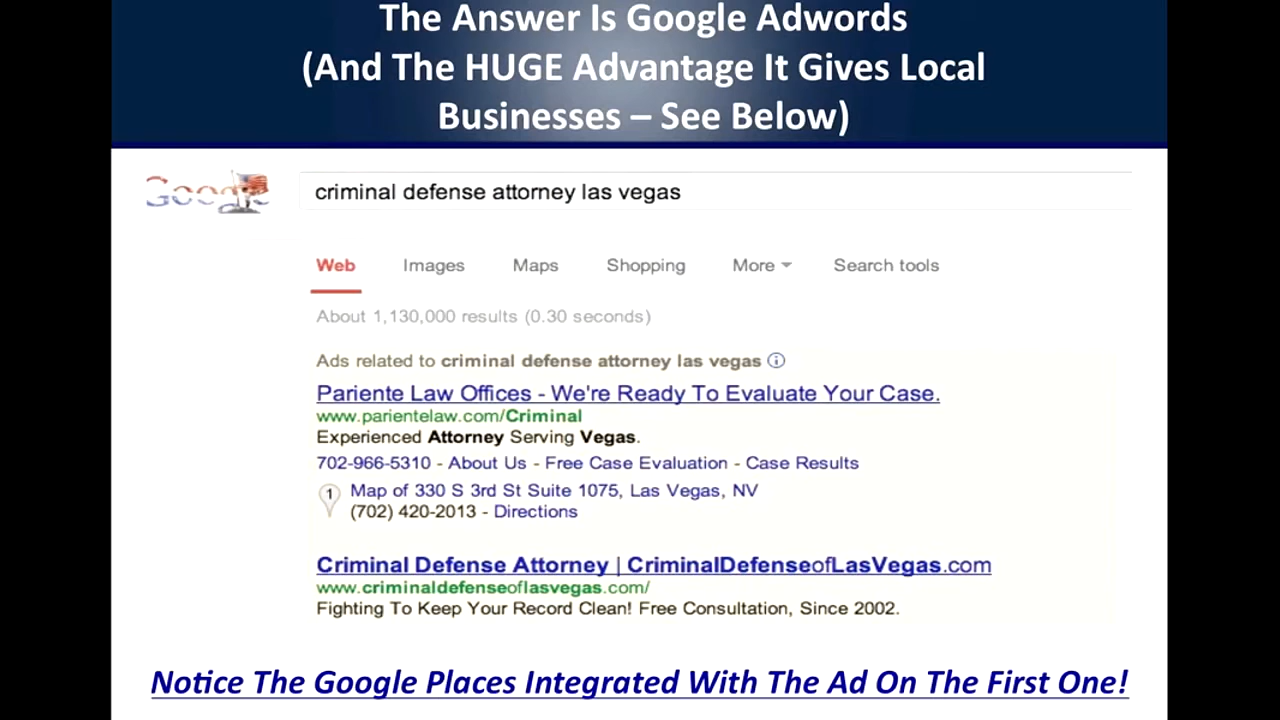 The Answer Is Google Adwords
(And The HUGE Advantage It Gives Local
Businesses – See Below)
Google
criminal defense attorney las vegas
Web Images Maps Shopping More Search tools
About 1,130,000 results (0.30 seconds)
Ads related to criminal defense attorney las vegas
Pariente Law Offices - We're Ready To Evaluate Your Case.
www.parientelaw.com/Criminal
Experienced Attorney Serving Vegas.
702-966-5310 - About Us - Free Case Evaluation - Case Results
1 Map of 330 S 3rd St Suite 1075, Las Vegas, NV
(702) 420-2013 - Directions
Criminal Defense Attorney | CriminalDefenseofLasVegas.com
www.criminaldefenseoflasvegas.com/
Fighting To Keep Your Record Clean! Free Consultation, Since 2002.
Notice The Google Places Integrated With The Ad On The First One!